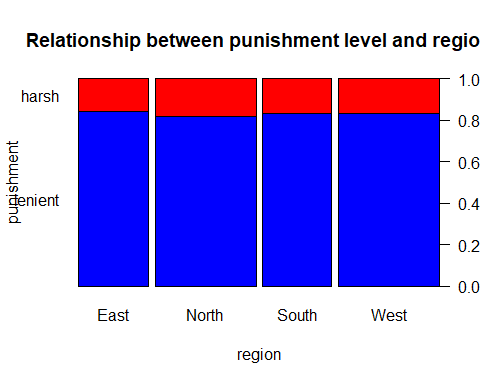 Relationship between punishment level and regio
harsh
enient
punishment
1.0
0.8
0.6
0.4
0.2
0.0
East North South West
region